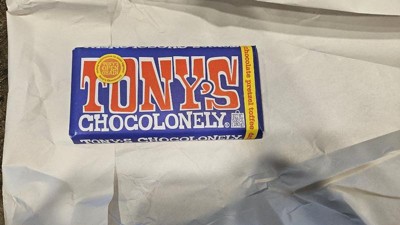 TONY'S
CHOCOLONELY®
TONY'S CHOCOLONELY
chocolate pretzel toffee